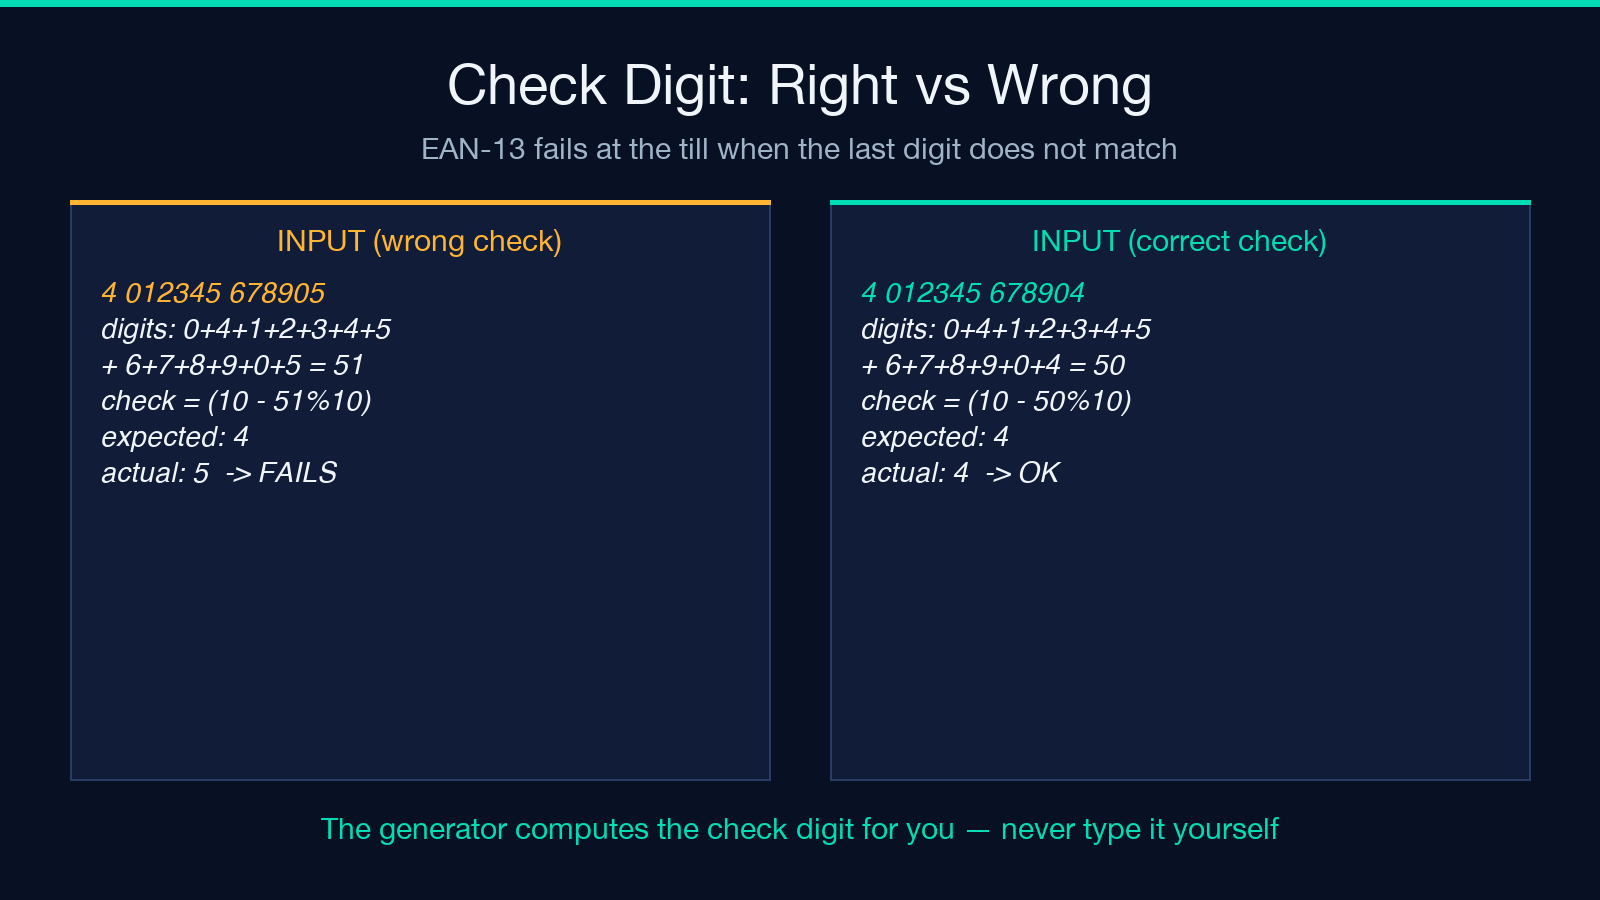 Check Digit: Right vs Wrong
EAN-13 fails at the till when the last digit does not match
INPUT (wrong check)
4 012345 678905
digits: 0+4+1+2+3+4+5
+ 6+7+8+9+0+5 = 51
check = (10 - 51%10)
expected: 4
actual: 5  -> FAILS
INPUT (correct check)
4 012345 678904
digits: 0+4+1+2+3+4+5
+ 6+7+8+9+0+4 = 50
check = (10 - 50%10)
expected: 4
actual: 4  -> OK
The generator computes the check digit for you — never type it yourself